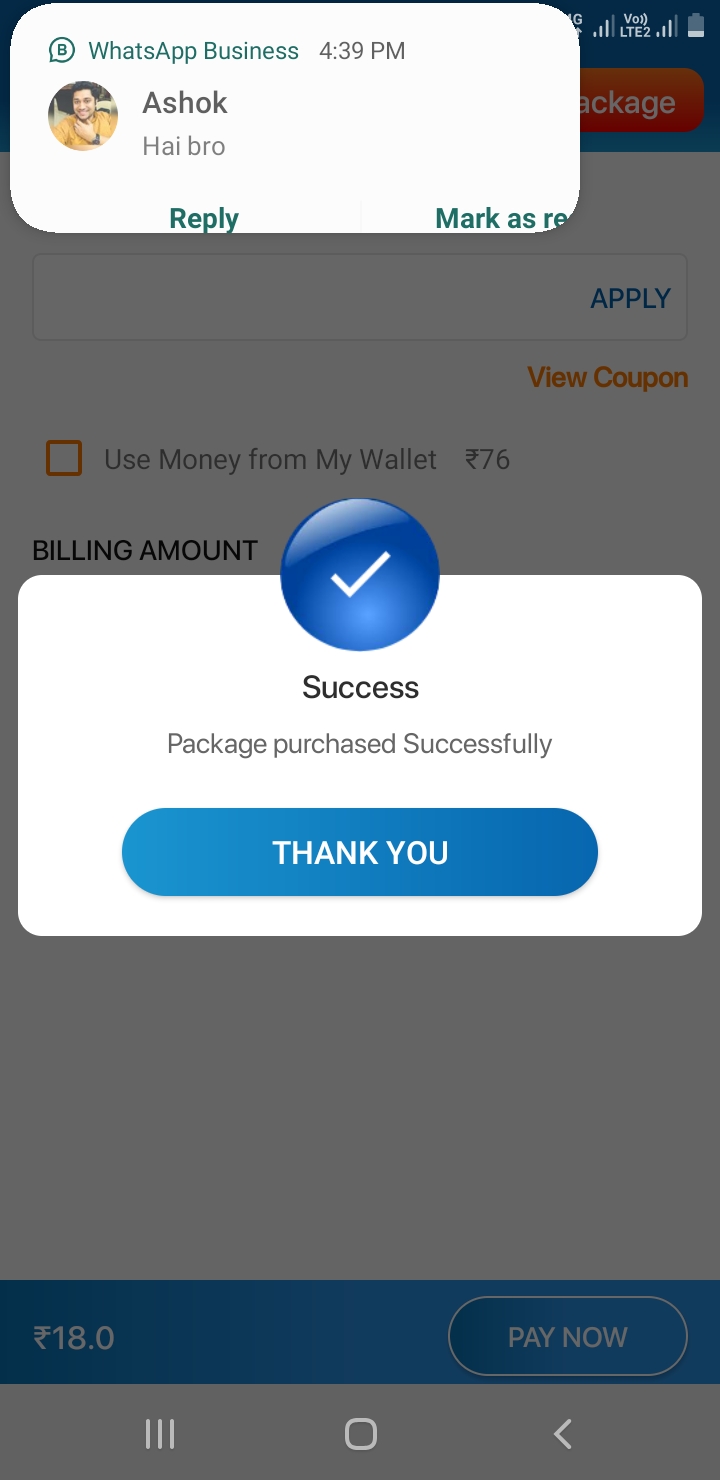 WhatsApp Business 4:39 PM
Ashok
Hai bro
Reply
Mark as re
4G
Vo)) LTE2
ackage
APPLY
View Coupon
Use Money from My Wallet ₹76
BILLING AMOUNT
Success
Package purchased Successfully
THANK YOU
₹18.0
PAY NOW